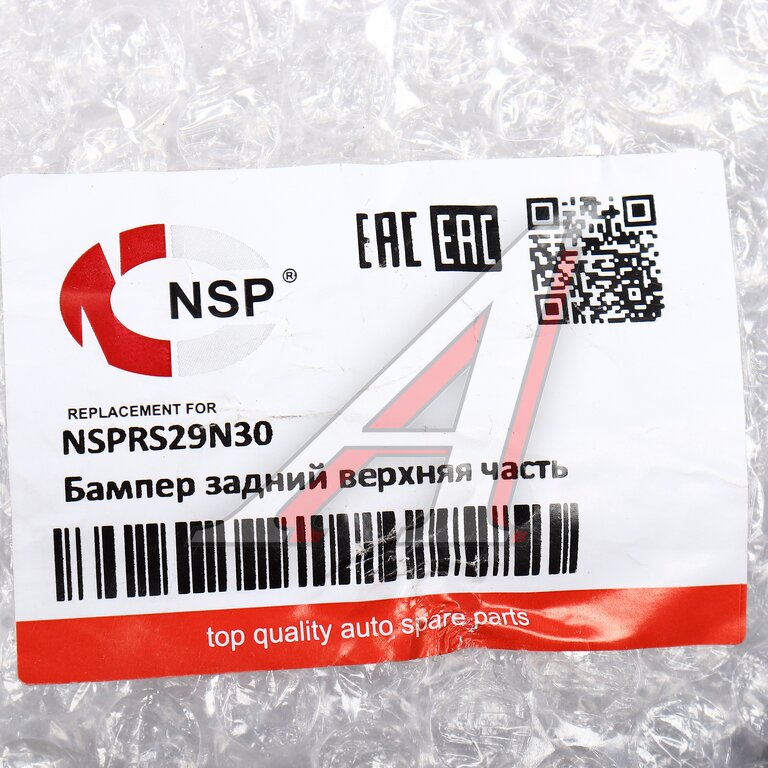 NSP®
EAC EAC
REPLACEMENT FOR
NSPRS29N30
Бампер задний верхняя часть
top quality auto spare parts